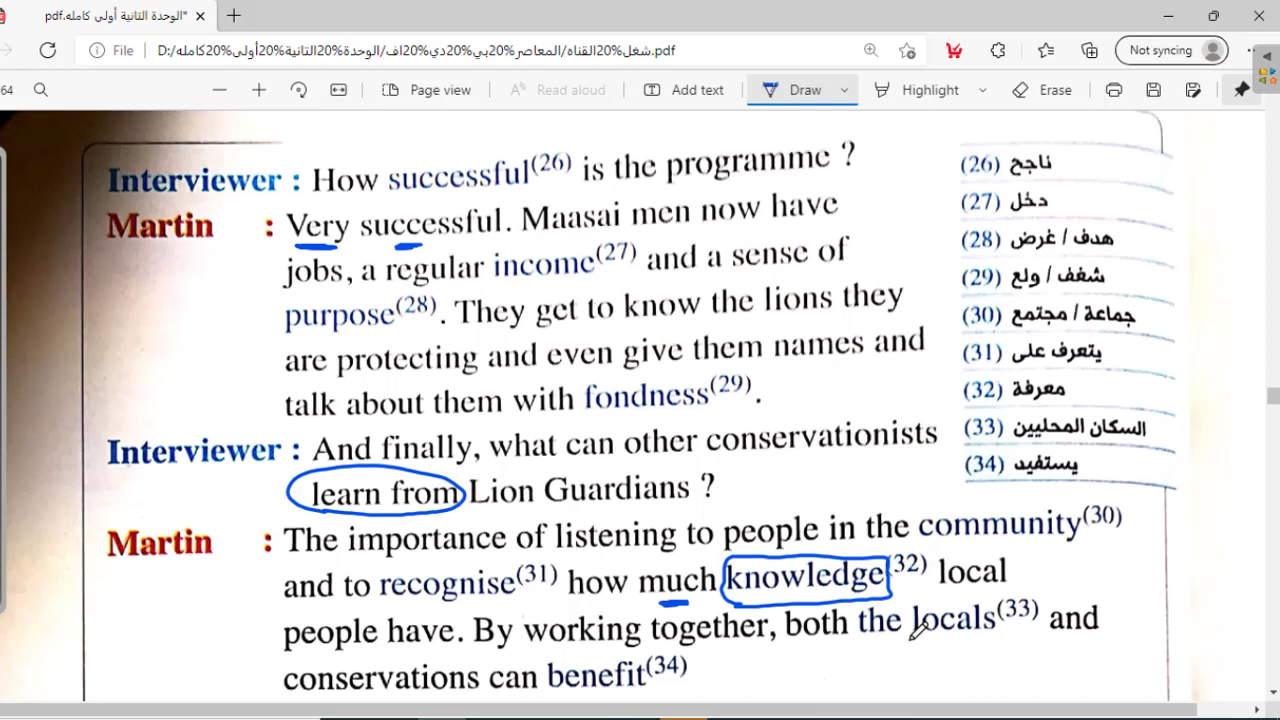 الوحدة الثانية أولى كامله.pdf*
File D:/شغل%20القناه/المعاصر%20بي%20دي%20اف/الوحدة%20الثانية%20أولى%20كامله.pdf Not syncing
64 Page view Read aloud Add text Draw Highlight Erase
Interviewer : How successful(26) is the programme ?
Martin : Very successful. Maasai men now have
jobs, a regular income(27) and a sense of
purpose(28). They get to know the lions they
are protecting and even give them names and
talk about them with fondness(29).
Interviewer : And finally, what can other conservationists
learn from Lion Guardians ?
Martin : The importance of listening to people in the community(30)
and to recognise(31) how much knowledge(32) local
people have. By working together, both the locals(33) and
conservations can benefit(34)
(26) ناجح
(27) دخل
(28) هدف / غرض
(29) شغف / ولع
(30) جماعة / مجتمع
(31) يتعرف على
(32) معرفة
(33) السكان المحليين
(34) يستفيد